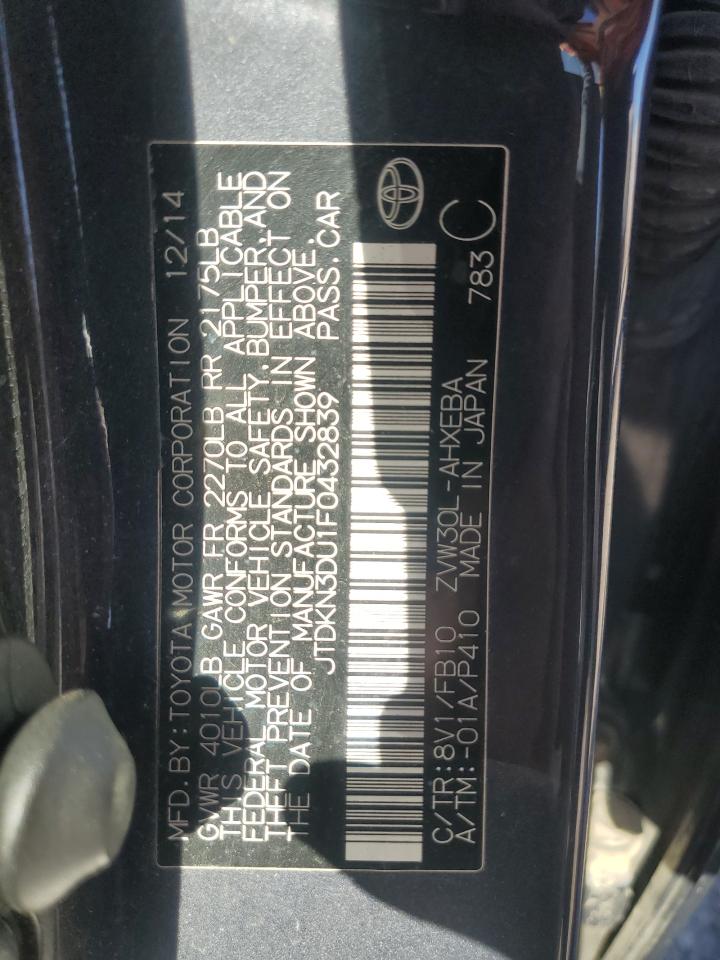 MFD. BY: TOYOTA MOTOR CORPORATION 12/14
GVWR 4010LB GAWR FR 2270LB RR 2175LB
THIS VEHICLE CONFORMS TO ALL APPLICABLE
FEDERAL MOTOR VEHICLE SAFETY, BUMPER, AND
THEFT PREVENTION STANDARDS IN EFFECT ON
THE DATE OF MANUFACTURE SHOWN ABOVE.
JTDKN3DU1F0432839 PASS. CAR
C/TR: 8V1/FB10 ZVW30L-AHXEBA
A/TM: -01A/P410 MADE IN JAPAN 783 C